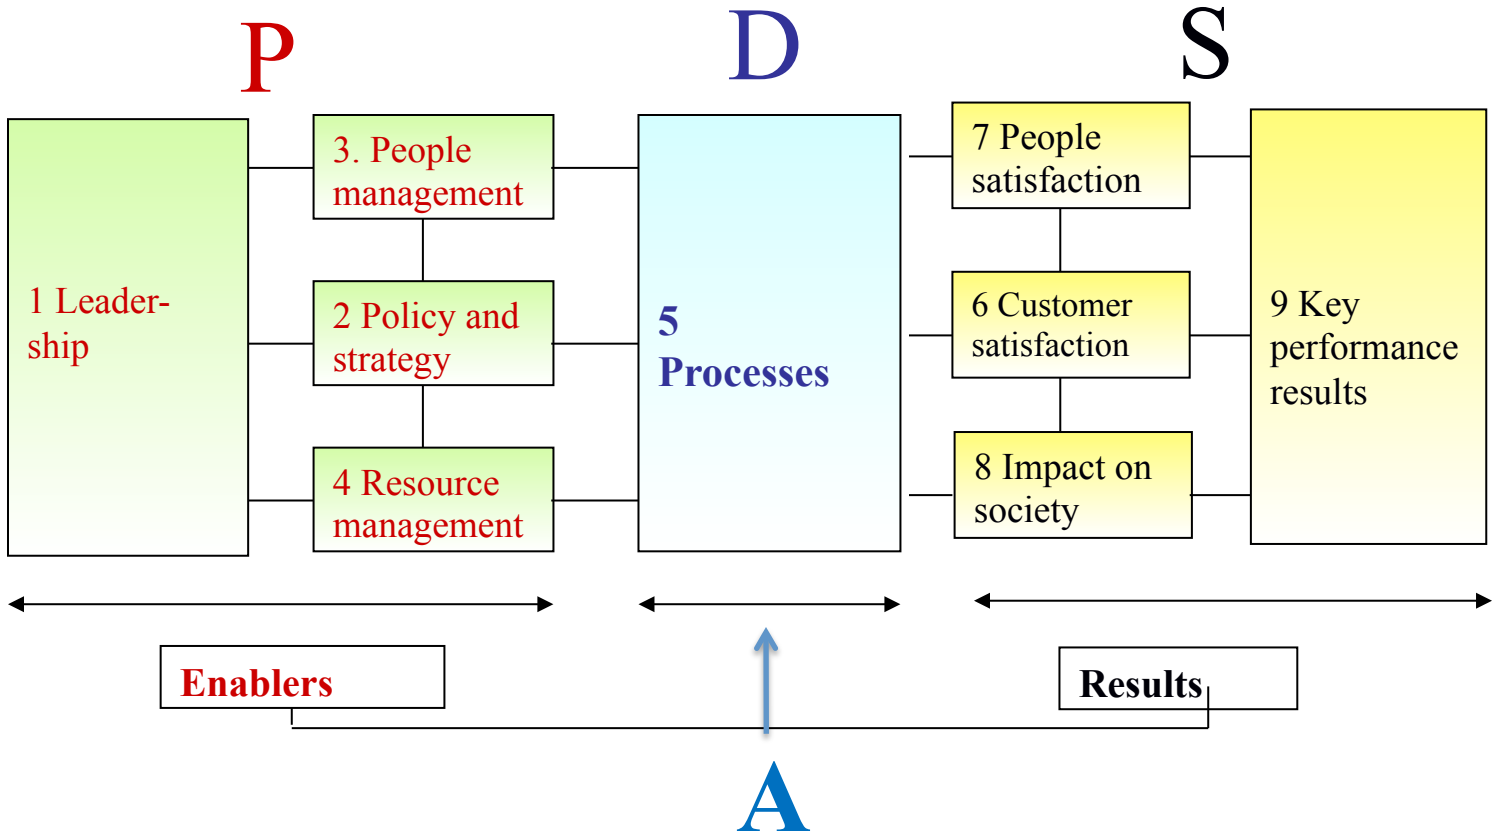 P
D
S
1 Leader-
ship
3. People
management
2 Policy and
strategy
4 Resource
management
5
Processes
7 People
satisfaction
6 Customer
satisfaction
8 Impact on
society
9 Key
performance
results
Enablers
Results
A